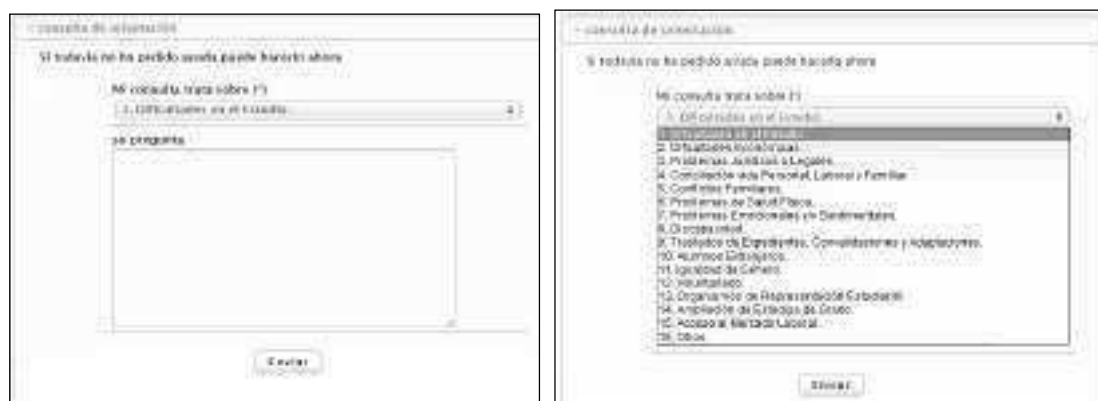 consulta de orientación
Si todavía no ha pedido ayuda puede hacerlo ahora
Mi consulta trata sobre (*)
1. Dificultades en el Estudio.
su pregunta
Enviar
consulta de orientación
Si todavía no ha pedido ayuda puede hacerlo ahora
Mi consulta trata sobre (*)
1. Dificultades en el Estudio.
1. Dificultades en el Estudio.
2. Dificultades Económicas.
3. Problemas Jurídicos o Legales.
4. Conciliación vida Personal, Laboral y Familiar
5. Conflictos Familiares.
6. Problemas de Salud Física.
7. Problemas Emocionales y/o Sentimentales.
8. Discapacidad.
9. Traslados de Expedientes, Convalidaciones y Adaptaciones.
10. Alumnos Extranjeros.
11. Igualdad de Género.
12. Voluntariado.
13. Organismos de Representación Estudiantil
14. Ampliación de Estudios de Grado.
15. Acceso al Mercado Laboral.
16. Otros
Enviar